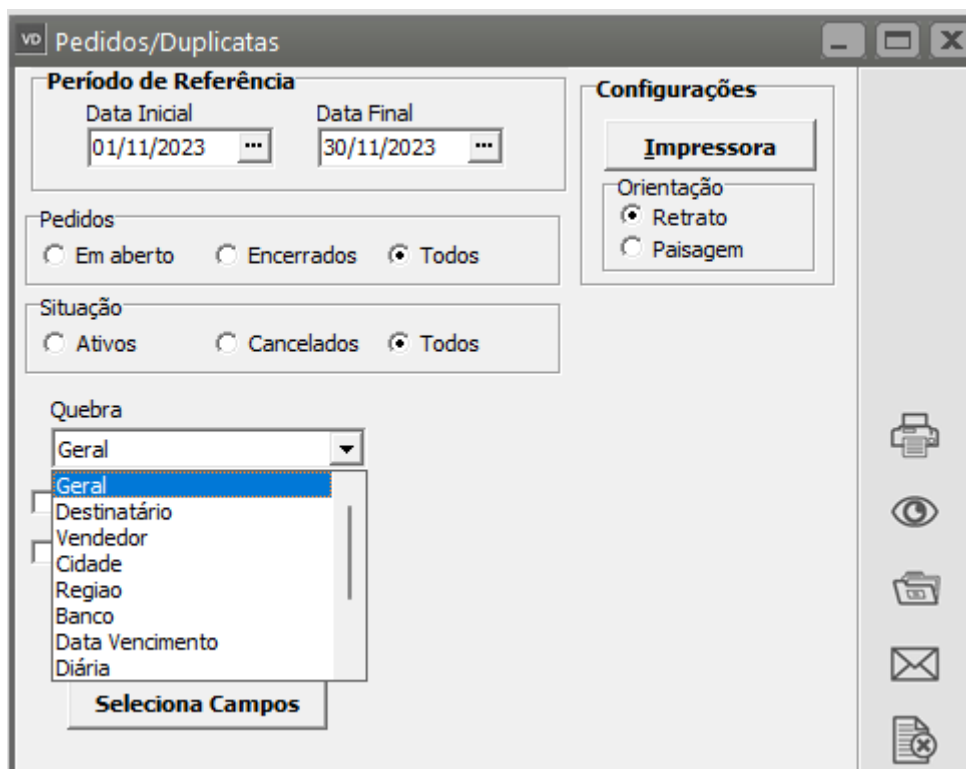 VD Pedidos/Duplicatas
Período de Referência
Data Inicial
Data Final
01/11/2023 ...
30/11/2023 ...
Configurações
Impressora
Orientação
Retrato
Paisagem
Pedidos
Em aberto
Encerrados
Todos
Situação
Ativos
Cancelados
Todos
Quebra
Geral
Geral
Destinatário
Vendedor
Cidade
Regiao
Banco
Data Vencimento
Diária
Seleciona Campos